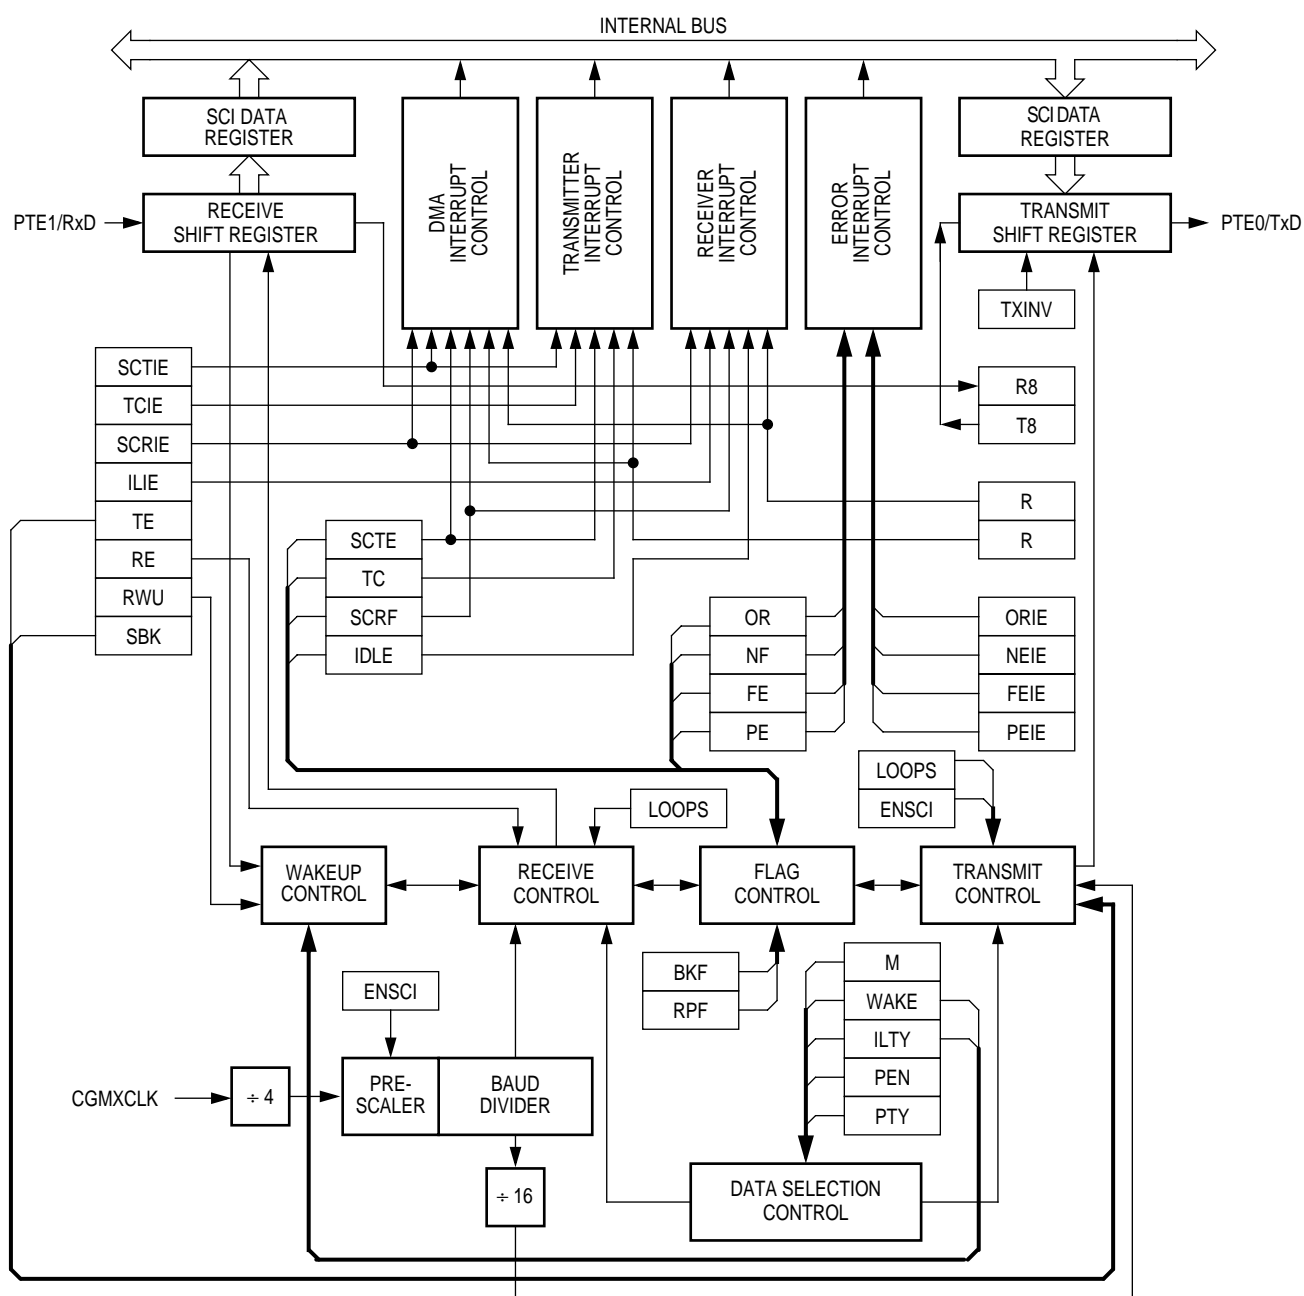 INTERNAL BUS
SCI DATA
REGISTER
DMA
INTERRUPT
CONTROL
TRANSMITTER
INTERRUPT
CONTROL
RECEIVER
INTERRUPT
CONTROL
ERROR
INTERRUPT
CONTROL
SCI DATA
REGISTER
PTE1/RxD
RECEIVE
SHIFT REGISTER
TRANSMIT
SHIFT REGISTER
PTE0/TxD
TXINV
SCTIE
TCIE
SCRIE
ILIE
TE
RE
RWU
SBK
R8
T8
R
R
SCTE
TC
SCRF
IDLE
OR
NF
FE
PE
ORIE
NEIE
FEIE
PEIE
LOOPS
ENSCI
LOOPS
WAKEUP
CONTROL
RECEIVE
CONTROL
FLAG
CONTROL
TRANSMIT
CONTROL
BKF
RPF
M
WAKE
ILTY
PEN
PTY
ENSCI
CGMXCLK
÷ 4
PRE-
SCALER
BAUD
DIVIDER
÷ 16
DATA SELECTION
CONTROL